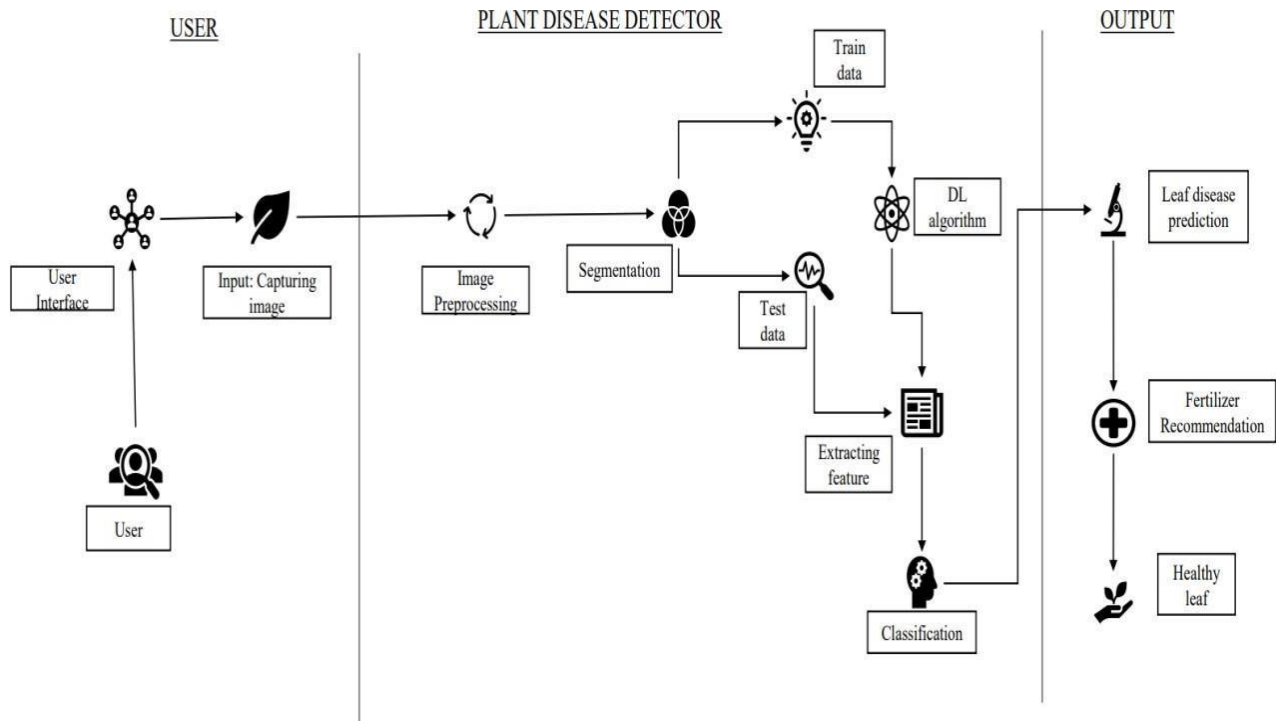 USER
PLANT DISEASE DETECTOR
OUTPUT
Train
data
DL
algorithm
Leaf disease
prediction
User
Interface
Input: Capturing
image
Image
Preprocessing
Segmentation
Test
data
Fertilizer
Recommendation
Extracting
feature
User
Healthy
leaf
Classification